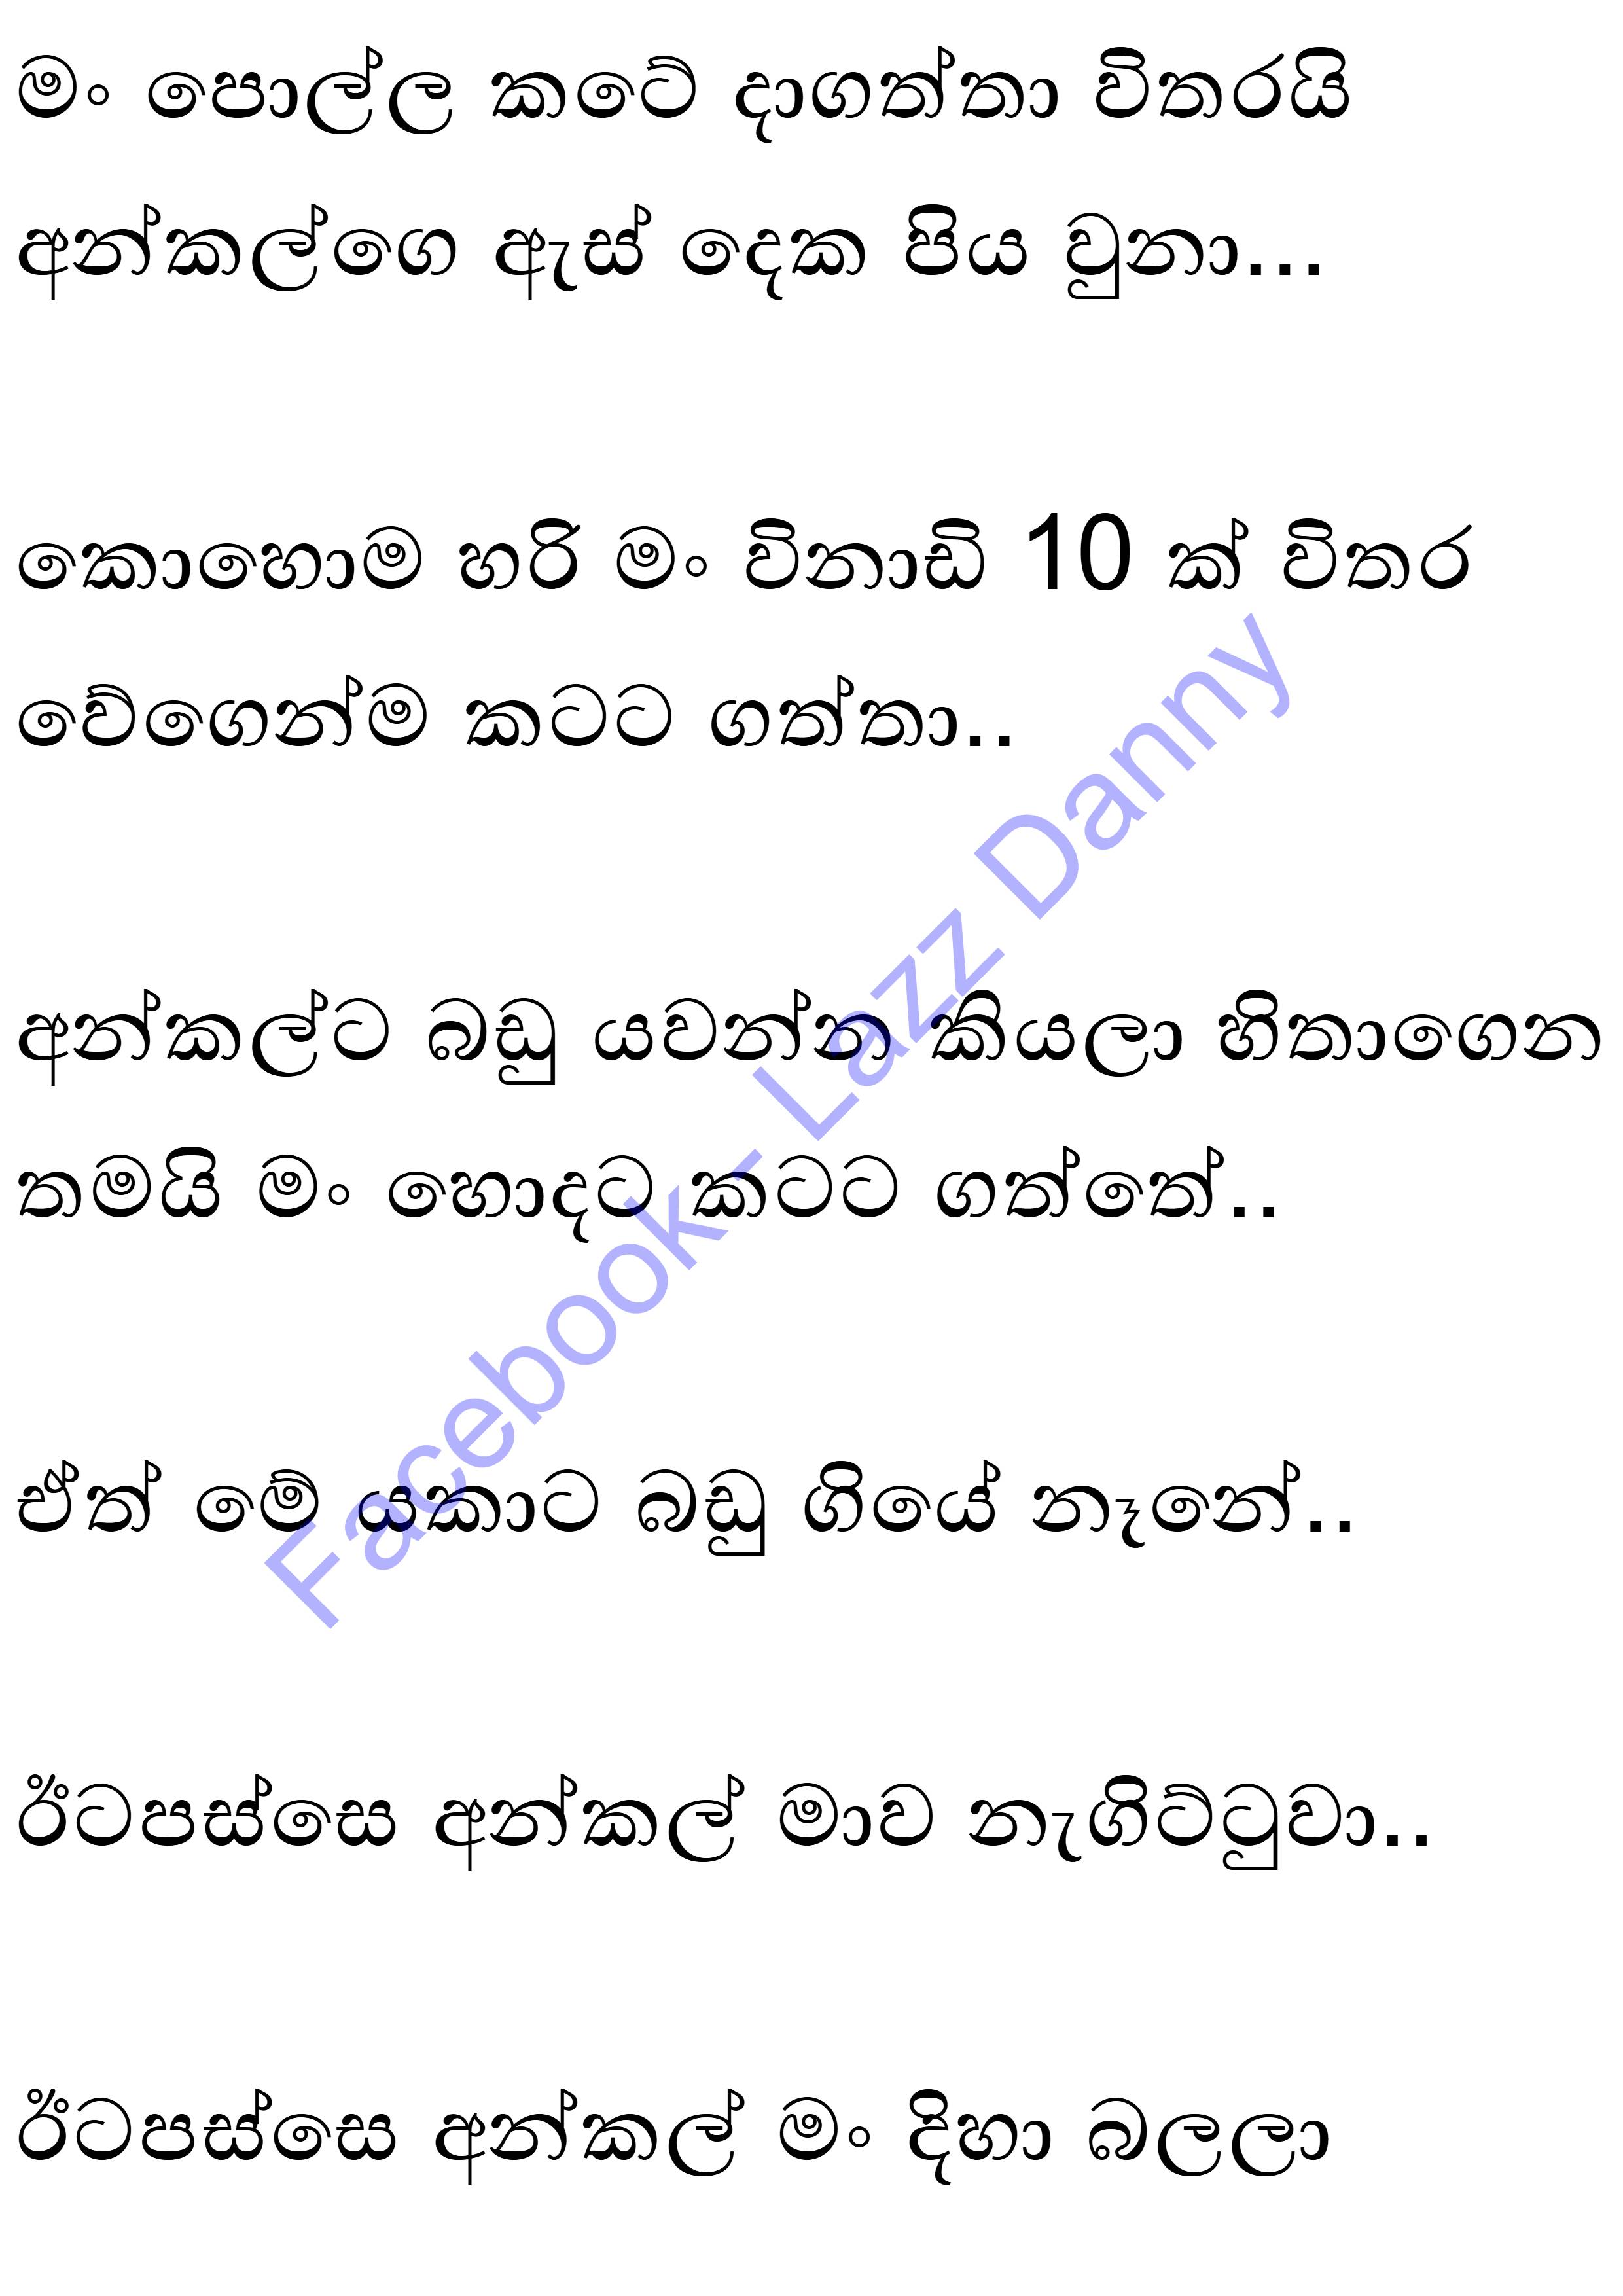 මං පොල්ල කටේ දාගත්තා විතරයි
අන්කල්ගෙ ඇස් දෙක පිය වුනා...
කොහොම හරි මං විනාඩි 10 ක් විතර
වේගෙන්ම කටට ගත්තා..
අන්කල්ට බඩු යවන්න කියලා හිතාගෙන
තමයි මං හොදට කටට ගත්තේ..
ඒත් මේ යකාට බඩු ගියේ නෑනේ..
ඊටපස්සෙ අන්කල් මාව නැගිට්ටුවා..
ඊටපස්සෙ අන්කල් මං දිහා බලලා
Facebook- Lazz Danny